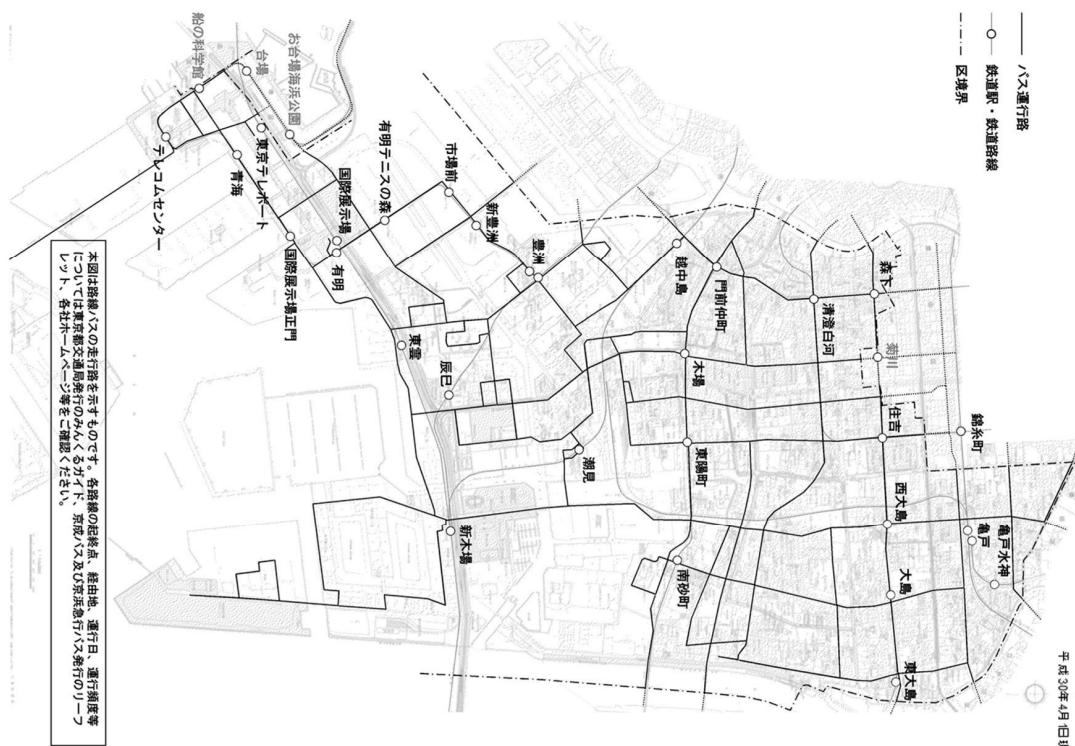 平成30年4月1日現
バス運行路
鉄道駅・鉄道路線
区境界
錦糸町
亀戸水神
亀戸
森下
菊川
住吉
西大島
大島
東大島
清澄白河
門前仲町
越中島
木場
東陽町
南砂町
潮見
豊洲
新豊洲
市場前
有明テニスの森
国際展示場
有明
東雲
辰巳
新木場
お台場海浜公園
台場
船の科学館
東京テレポート
青海
国際展示場正門
テレコムセンター
本図は路線バスの走行路を示すものです。各路線の起終点、経由地、運行日、運行頻度等
については東京都交通局発行のみんくるガイド、京成バス及び京浜急行バス発行のリーフ
レット、各社ホームページ等をご確認ください。